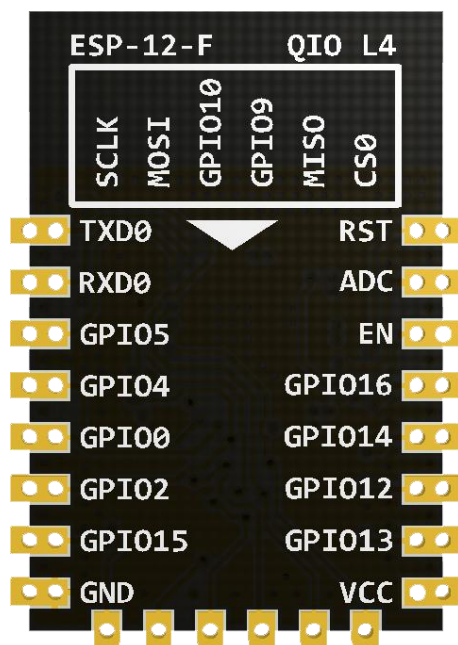 ESP-12-F QIO L4
SCLK MOSI GPIO10 GPIO9 MISO CS0
TXD0 RST
RXD0 ADC
GPIO5 EN
GPIO4 GPIO16
GPIO0 GPIO14
GPIO2 GPIO12
GPIO15 GPIO13
GND VCC